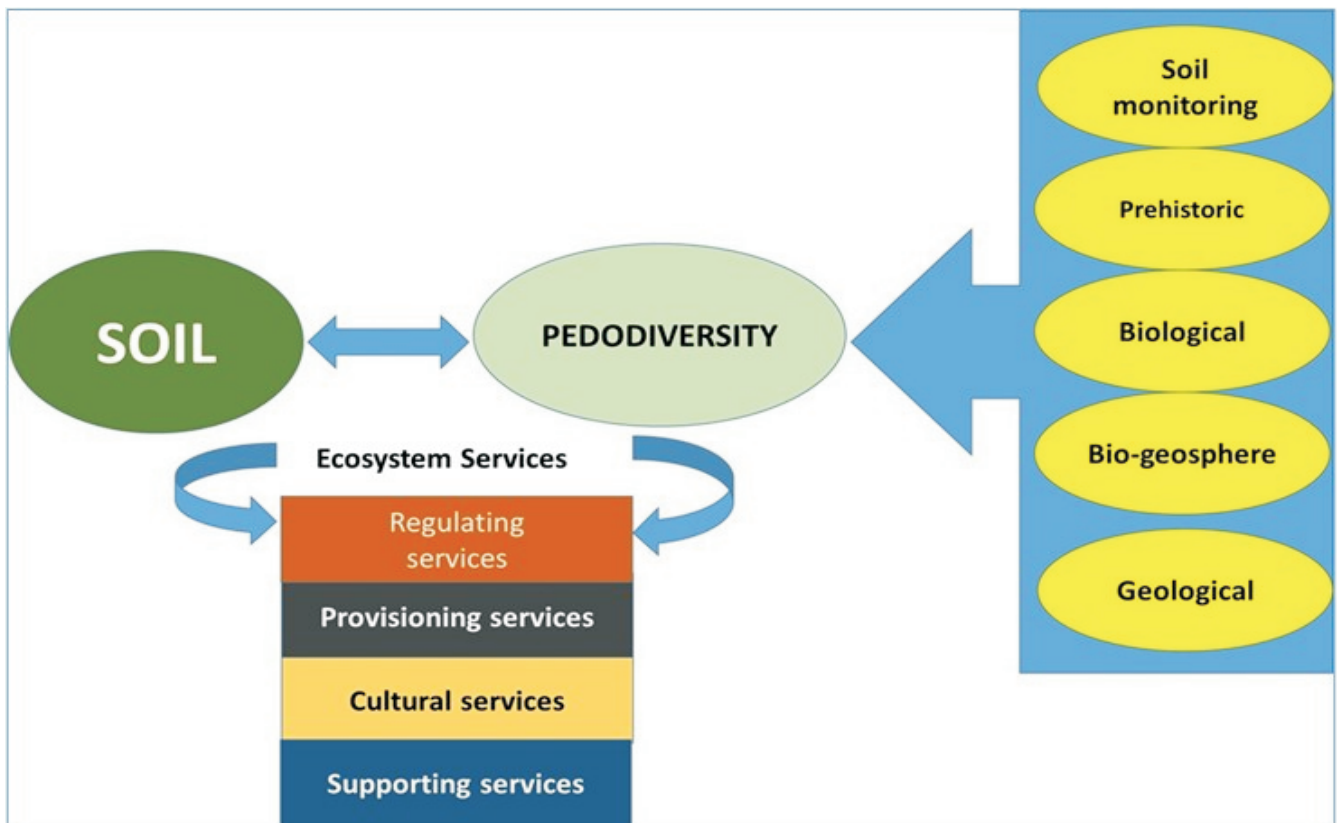 SOIL
PEDODIVERSITY
Ecosystem Services
Regulating
services
Provisioning services
Cultural services
Supporting services
Soil
monitoring
Prehistoric
Biological
Bio-geosphere
Geological